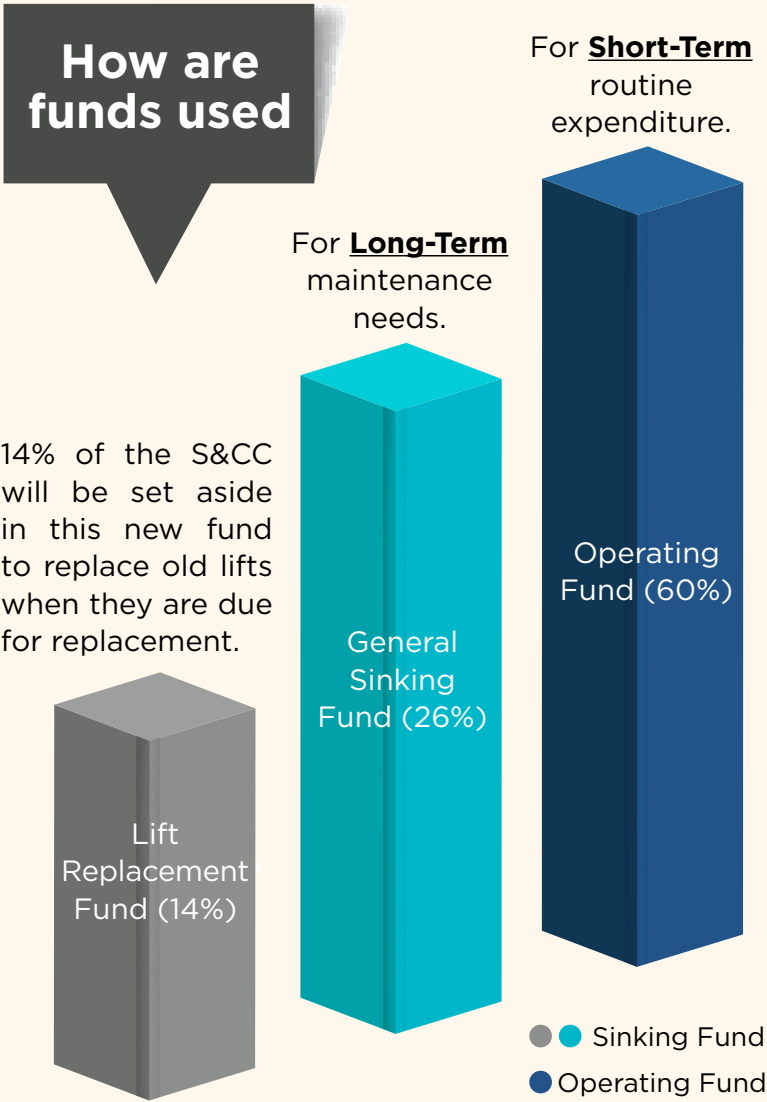 How are
funds used
For Short-Term
routine
expenditure.
For Long-Term
maintenance
needs.
14% of the S&CC
will be set aside
in this new fund
to replace old lifts
when they are due
for replacement.
Operating
Fund (60%)
General
Sinking
Fund (26%)
Lift
Replacement
Fund (14%)
Sinking Fund
Operating Fund